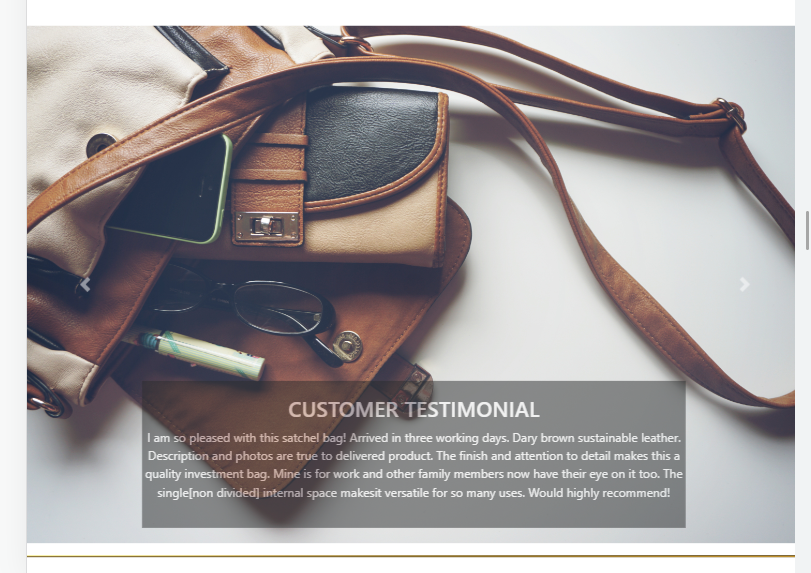 CUSTOMER TESTIMONIAL
I am so pleased with this satchel bag! Arrived in three working days. Dary brown sustainable leather.
Description and photos are true to delivered product. The finish and attention to detail makes this a
quality investment bag. Mine is for work and other family members now have their eye on it too. The
single[non divided] internal space makesit versatile for so many uses. Would highly recommend!